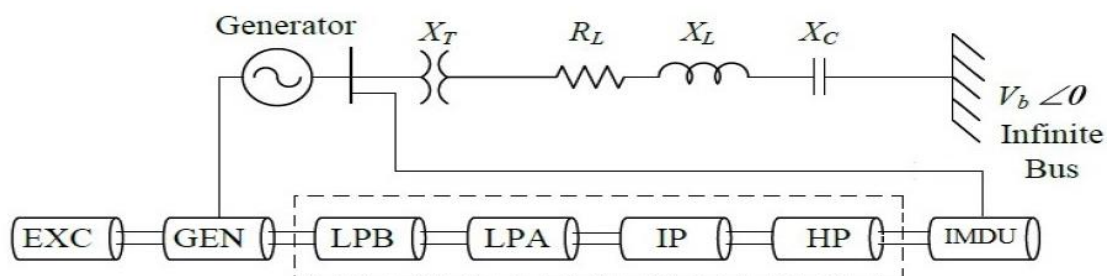 Generator
X_T
R_L
X_L
X_C
V_b ∠0
Infinite
Bus
EXC
GEN
LPB
LPA
IP
HP
IMDU